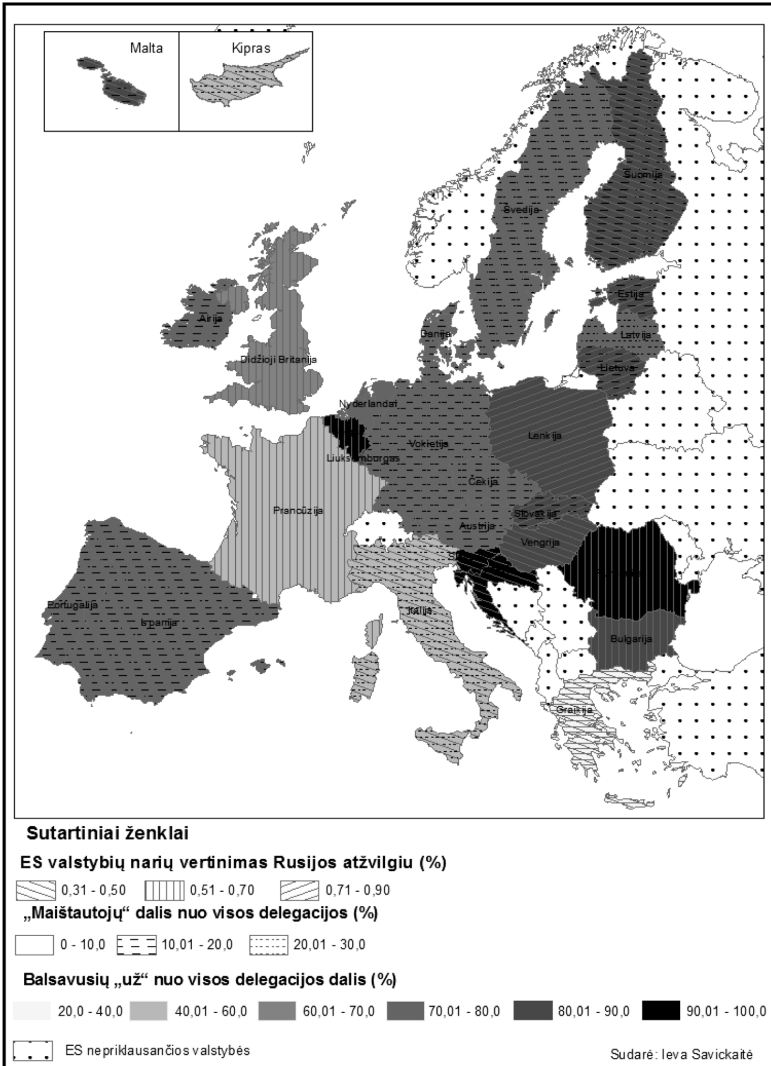 Malta
Kipras
Suomija
Švedija
Estija
Latvija
Lietuva
Danija
Airija
Didžioji Britanija
Nyderlandai
Lenkija
Vokietija
Liuksemburgas
Čekija
Prancūzija
Slovakija
Austrija
Vengrija
Portugalija
Ispanija
Italija
Bulgarija
Graikija
Sutartiniai ženklai
ES valstybių narių vertinimas Rusijos atžvilgiu (%)
0,31 - 0,50 0,51 - 0,70 0,71 - 0,90
„Maištautojų“ dalis nuo visos delegacijos (%)
0 - 10,0 10,01 - 20,0 20,01 - 30,0
Balsavusių „už“ nuo visos delegacijos dalis (%)
20,0 - 40,0 40,01 - 60,0 60,01 - 70,0 70,01 - 80,0 80,01 - 90,0 90,01 - 100,0
ES nepriklausančios valstybės
Sudarė: Ieva Savickaitė